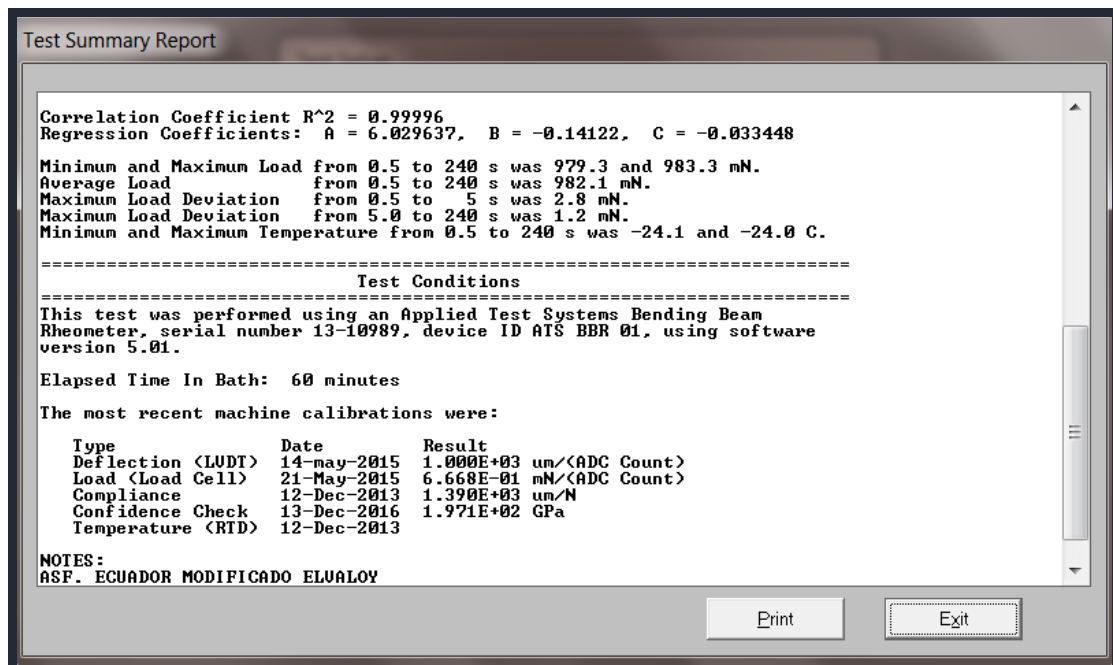 Test Summary Report
Correlation Coefficient R^2 = 0.99996
Regression Coefficients:  A = 6.029637,  B = -0.14122,  C = -0.033448
Minimum and Maximum Load from 0.5 to 240 s was 979.3 and 983.3 mN.
Average Load             from 0.5 to 240 s was 982.1 mN.
Maximum Load Deviation   from 0.5 to   5 s was 2.8 mN.
Maximum Load Deviation   from 5.0 to 240 s was 1.2 mN.
Minimum and Maximum Temperature from 0.5 to 240 s was -24.1 and -24.0 C.
==========================================================================
Test Conditions
==========================================================================
This test was performed using an Applied Test Systems Bending Beam
Rheometer, serial number 13-10989, device ID ATS BBR 01, using software
version 5.01.
Elapsed Time In Bath:  60 minutes
The most recent machine calibrations were:
Type               Date         Result
Deflection (LVDT)  14-may-2015  1.000E+03 um/(ADC Count)
Load (Load Cell)   21-May-2015  6.668E-01 mN/(ADC Count)
Compliance         12-Dec-2013  1.390E+03 um/N
Confidence Check   13-Dec-2016  1.971E+02 GPa
Temperature (RTD)  12-Dec-2013
NOTES:
ASF. ECUADOR MODIFICADO ELVALOY
Print Exit